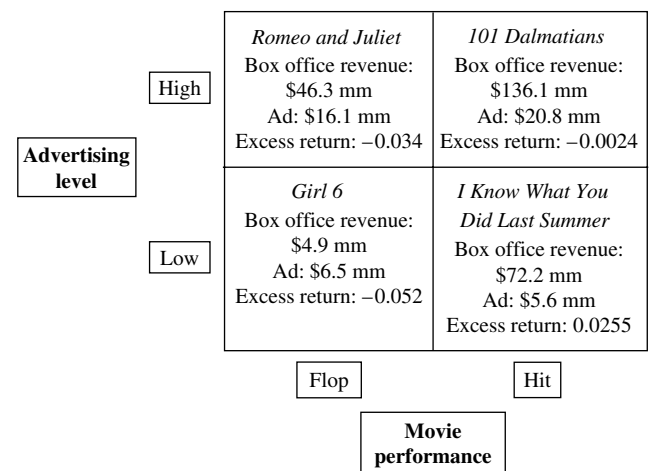 Romeo and Juliet
Box office revenue:
$46.3 mm
Ad: $16.1 mm
Excess return: −0.034
101 Dalmatians
Box office revenue:
$136.1 mm
Ad: $20.8 mm
Excess return: −0.0024
High
Advertising
level
Girl 6
Box office revenue:
$4.9 mm
Ad: $6.5 mm
Excess return: −0.052
I Know What You
Did Last Summer
Box office revenue:
$72.2 mm
Ad: $5.6 mm
Excess return: 0.0255
Low
Flop
Hit
Movie
performance